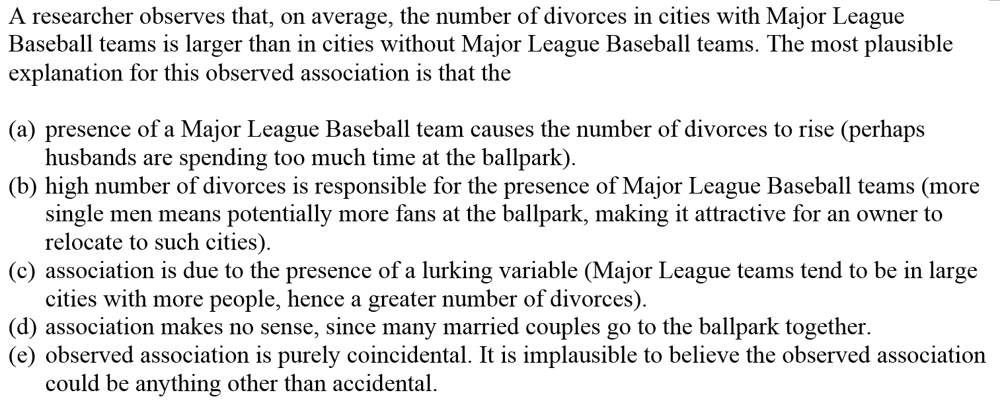 A researcher observes that, on average, the number of divorces in cities with Major League
Baseball teams is larger than in cities without Major League Baseball teams. The most plausible
explanation for this observed association is that the
(a) presence of a Major League Baseball team causes the number of divorces to rise (perhaps
husbands are spending too much time at the ballpark).
(b) high number of divorces is responsible for the presence of Major League Baseball teams (more
single men means potentially more fans at the ballpark, making it attractive for an owner to
relocate to such cities).
(c) association is due to the presence of a lurking variable (Major League teams tend to be in large
cities with more people, hence a greater number of divorces).
(d) association makes no sense, since many married couples go to the ballpark together.
(e) observed association is purely coincidental. It is implausible to believe the observed association
could be anything other than accidental.